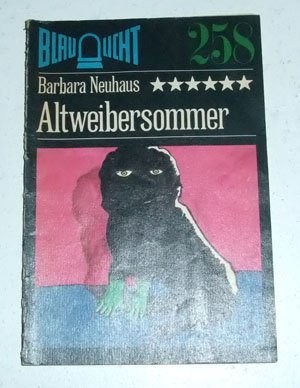 BLAULICHT 258
Barbara Neuhaus ★★★★★★
Altweibersommer